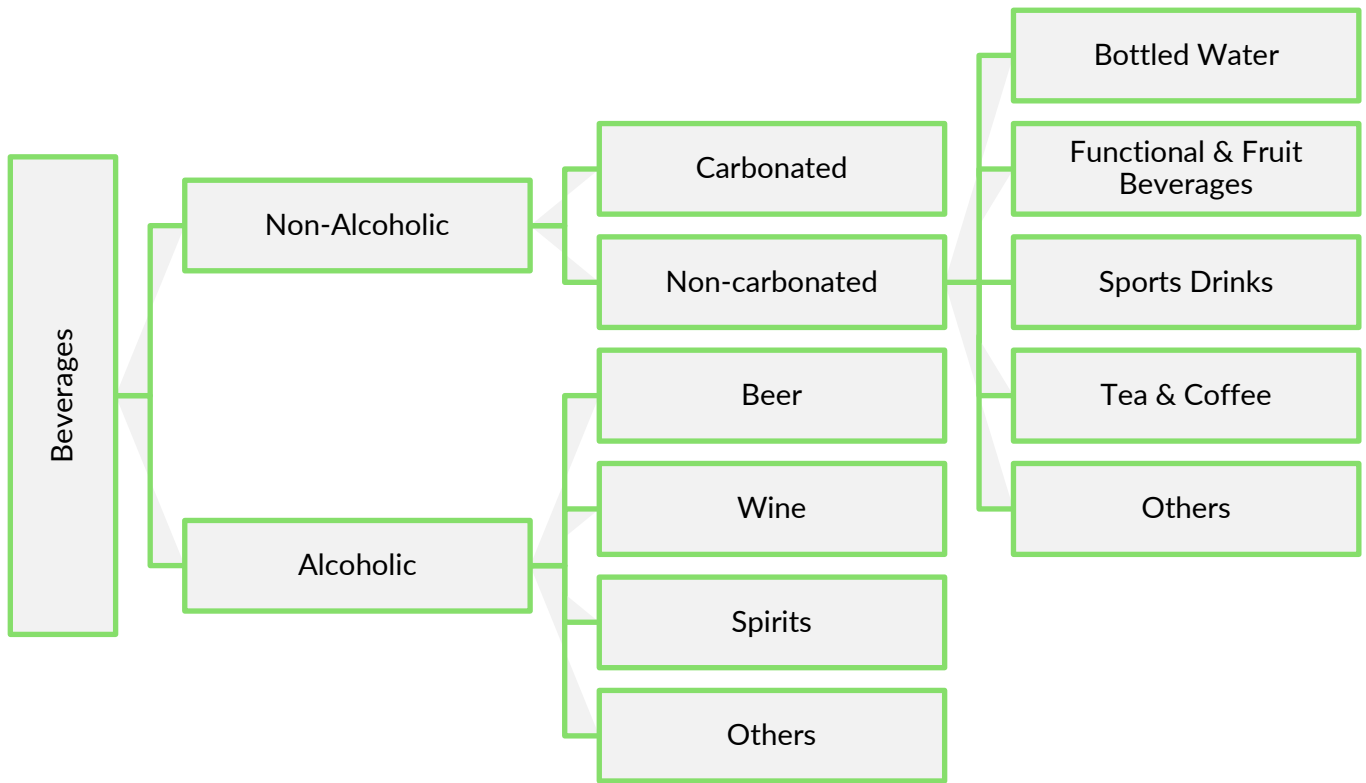 Beverages
Non-Alcoholic
Carbonated
Non-carbonated
Bottled Water
Functional & Fruit
Beverages
Sports Drinks
Tea & Coffee
Others
Alcoholic
Beer
Wine
Spirits
Others